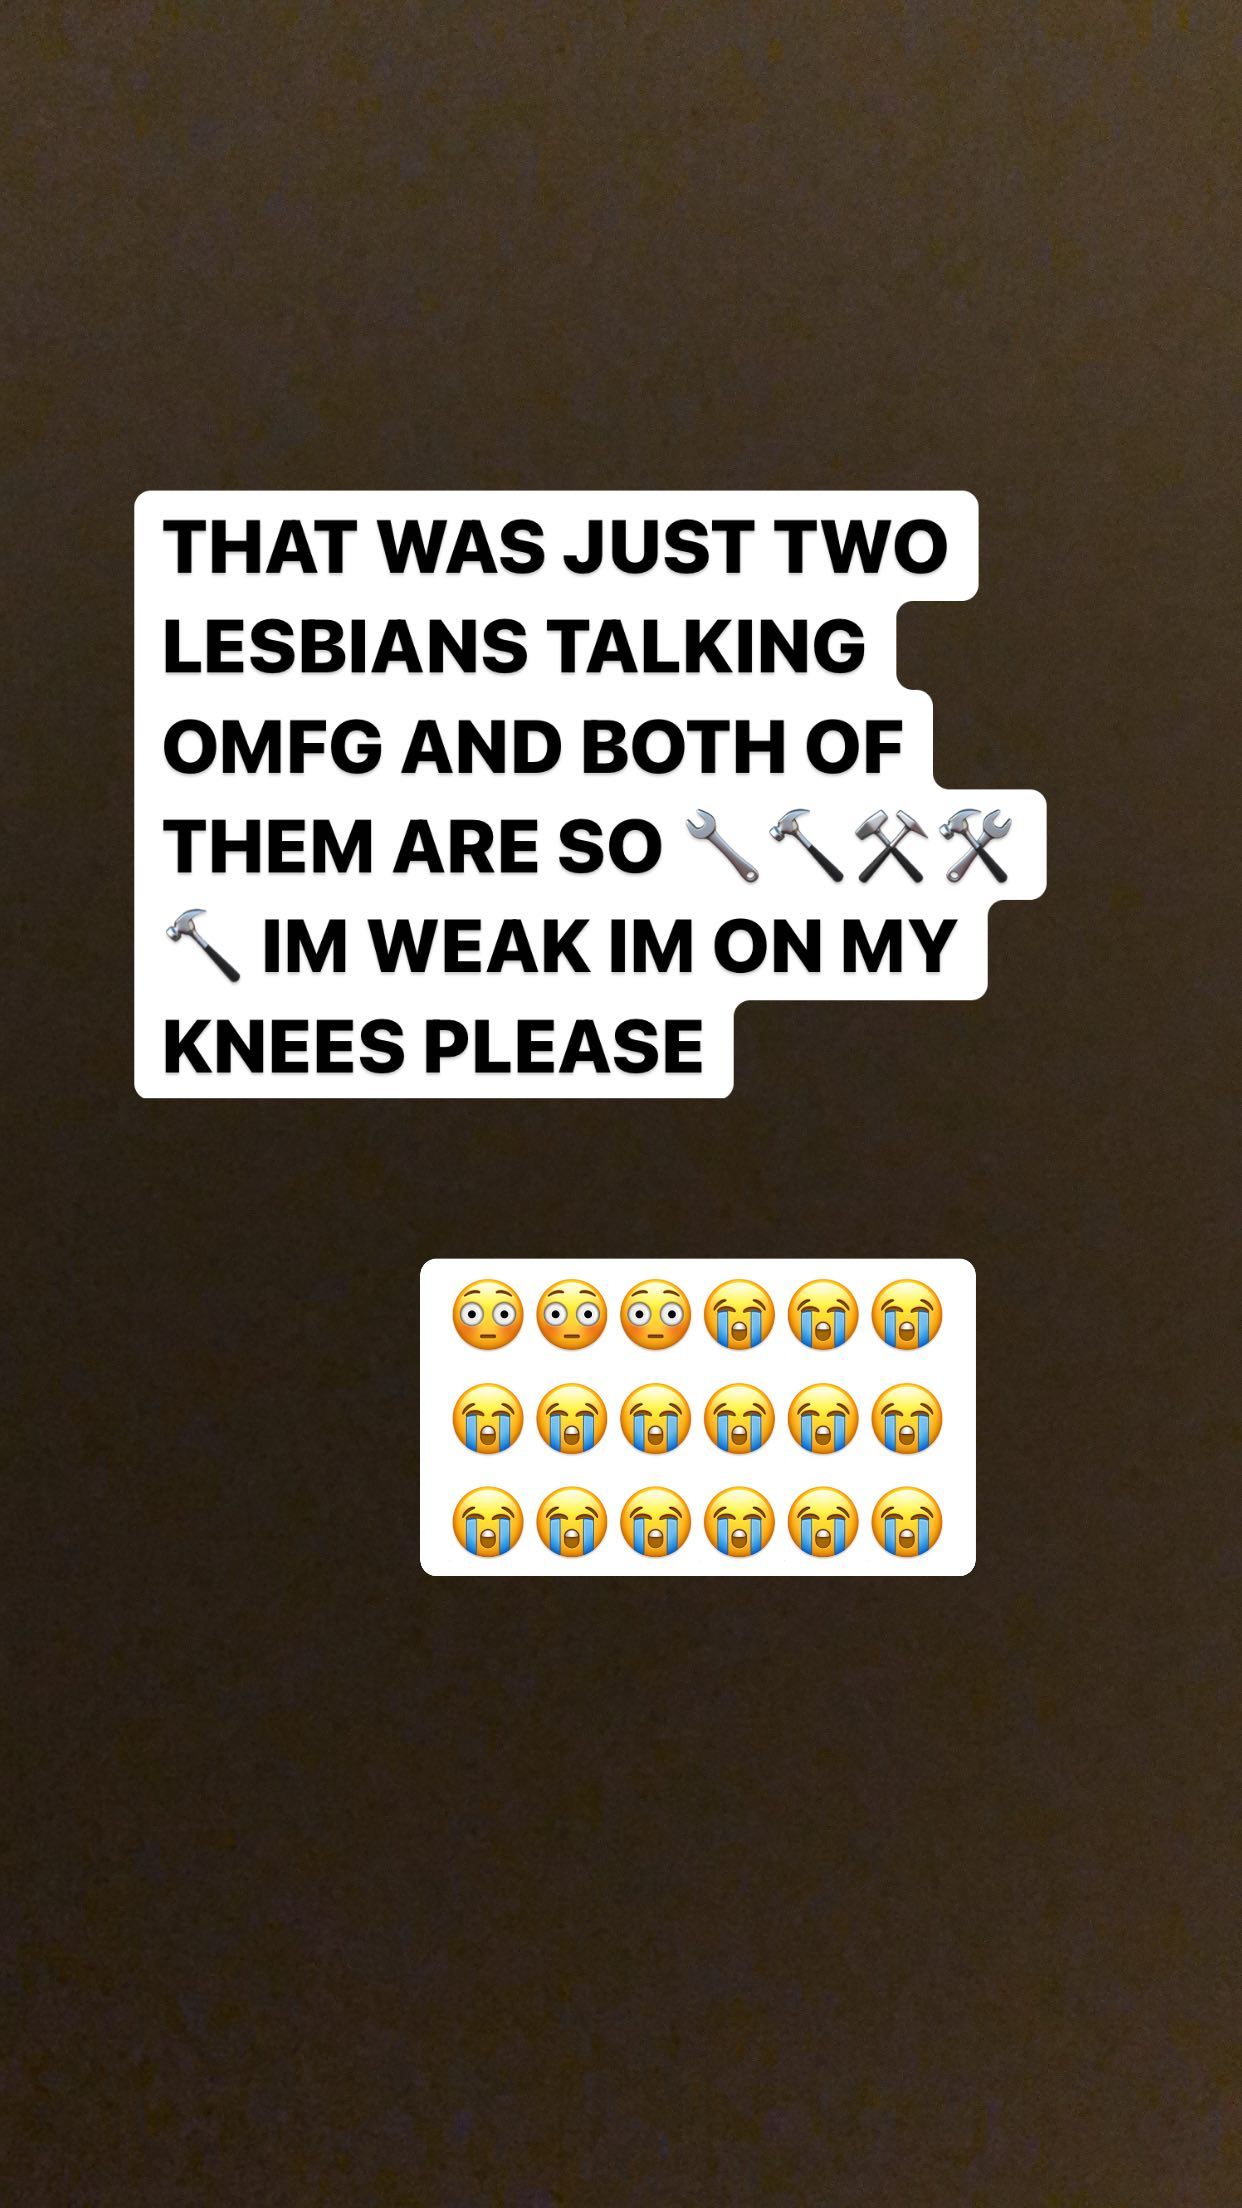 THAT WAS JUST TWO
LESBIANS TALKING
OMFG AND BOTH OF
THEM ARE SO 🔧🔨⚒️🛠️
🔨 IM WEAK IM ON MY
KNEES PLEASE
😳😳😳😭😭😭
😭😭😭😭😭😭
😭😭😭😭😭😭